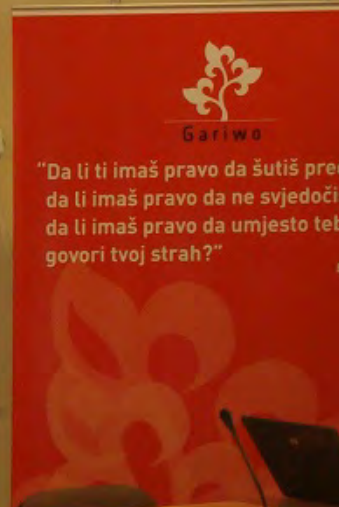 Gariwo
"Da li ti imaš pravo da šutiš
da li imaš pravo da ne
da li imaš pravo da umjesto
govori tvoj strah?"